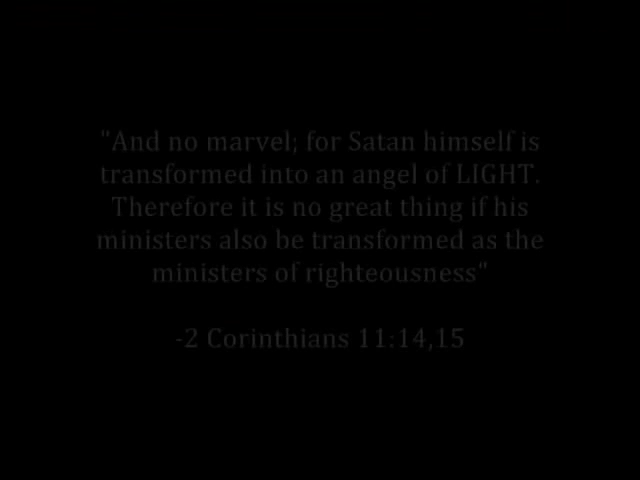 "And no marvel; for Satan himself is
transformed into an angel of LIGHT.
Therefore it is no great thing if his
ministers also be transformed as the
ministers of righteousness"
-2 Corinthians 11:14,15